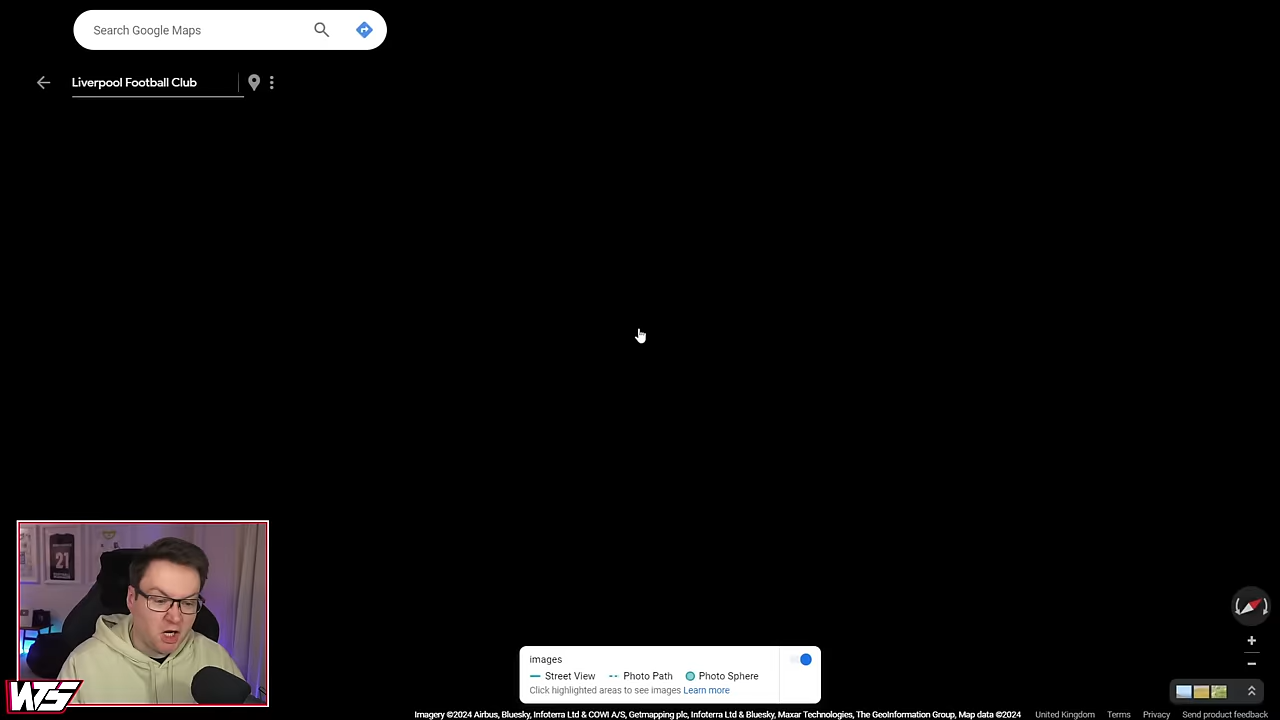 Search Google Maps
Liverpool Football Club
21
WTS
images
Street View
Photo Path
Photo Sphere
Click highlighted areas to see images Learn more
Imagery ©2024 Airbus, Bluesky, Infoterra Ltd & COWI A/S, Getmapping plc, Infoterra Ltd & Bluesky, Maxar Technologies, The GeoInformation Group, Map data ©2024 United Kingdom Terms Privacy Send product feedback